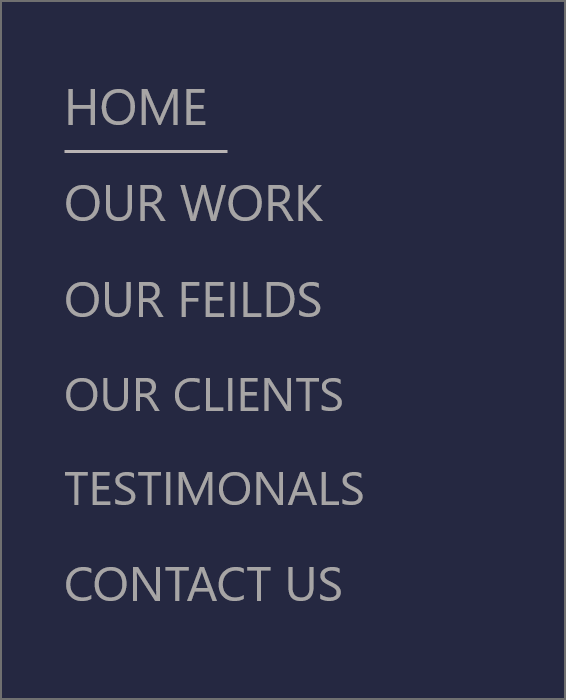 HOME
OUR WORK
OUR FEILDS
OUR CLIENTS
TESTIMONALS
CONTACT US